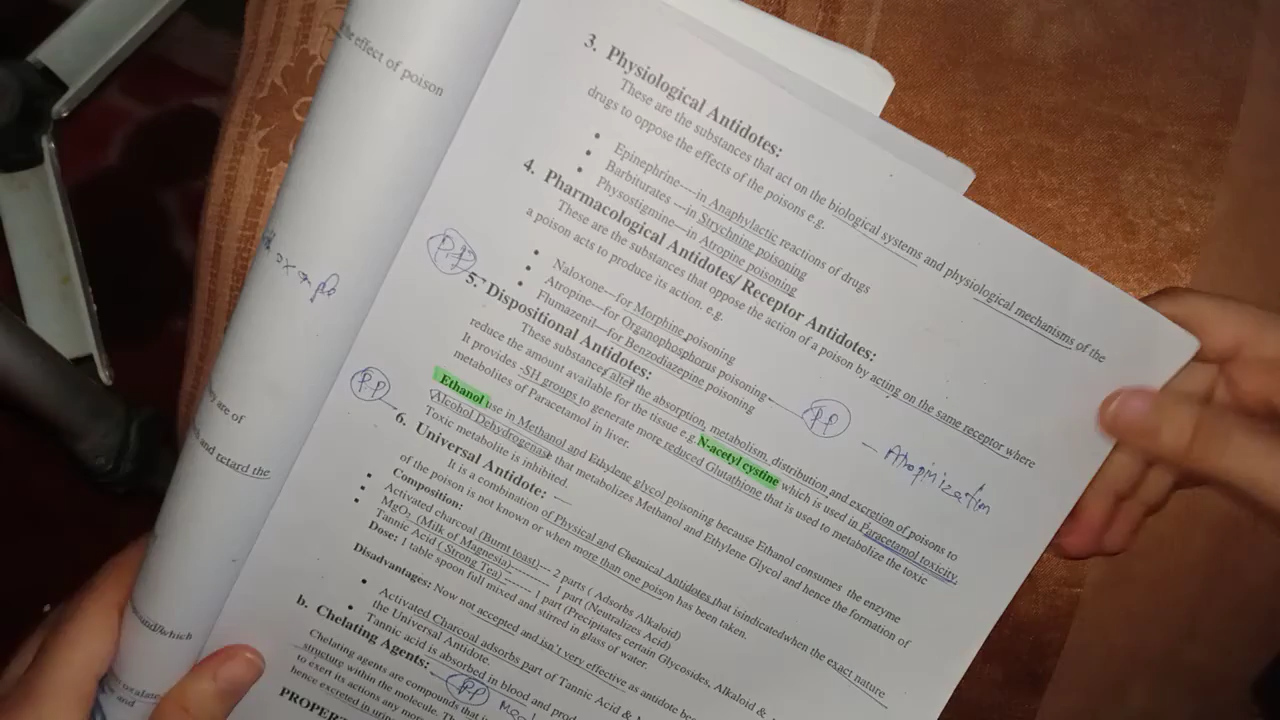 the effect of poison
3. Physiological Antidotes:
These are the substances that act on the biological systems and physiological mechanisms of the
drugs to oppose the effects of the poisons e.g.
• Epinephrine----in Anaphylactic reactions of drugs
• Barbiturates ---in Strychnine poisoning
• Physostigmine---in Atropine poisoning
4. Pharmacological Antidotes/ Receptor Antidotes:
These are the substances that oppose the action of a poison by acting on the same receptor where
a poison acts to produce its action. e.g.
• Naloxone---for Morphine poisoning
• Atropine---for Organophosphorus poisoning
• Flumazenil---for Benzodiazepine poisoning
PP
Atropinization
PP
5. Dispositional Antidotes:
These substances alter the absorption, metabolism, distribution and excretion of poisons to
reduce the amount available for the tissue e.g. N-acetyl cystine which is used in Paracetamol toxicity.
It provides -SH groups to generate more reduced Glutathione that is used to metabolize the toxic
metabolites of Paracetamol in liver.
Ethanol use in Methanol and Ethylene glycol poisoning because Ethanol consumes the enzyme
Alcohol Dehydrogenase that metabolizes Methanol and Ethylene Glycol and hence the formation of
Toxic metabolite is inhibited.
PP
6. Universal Antidote:
It is a combination of Physical and Chemical Antidotes that isindicatedwhen the exact nature
of the poison is not known or when more than one poison has been taken.
• Composition:
• Activated charcoal (Burnt toast)--- 2 parts ( Adsorbs Alkaloid)
• MgO₂ (Milk of Magnesia)---------- 1 part (Neutralizes Acid)
Tannic Acid ( Strong Tea)------- 1 part (Precipitates certain Glycosides, Alkaloid &
Dose: 1 table spoon full mixed and stirred in glass of water.
Disadvantages: Now not accepted and isn't very effective as antidote
• Activated Charcoal adsorbs part of Tannic Acid &
the Universal Antidote.
• Tannic acid is absorbed in blood and
b. Chelating Agents:
PP
Chelating agents are compounds that
structure within the molecule.
to exert its actions any more.
hence excreted in
example
are of
and retard the
which
and